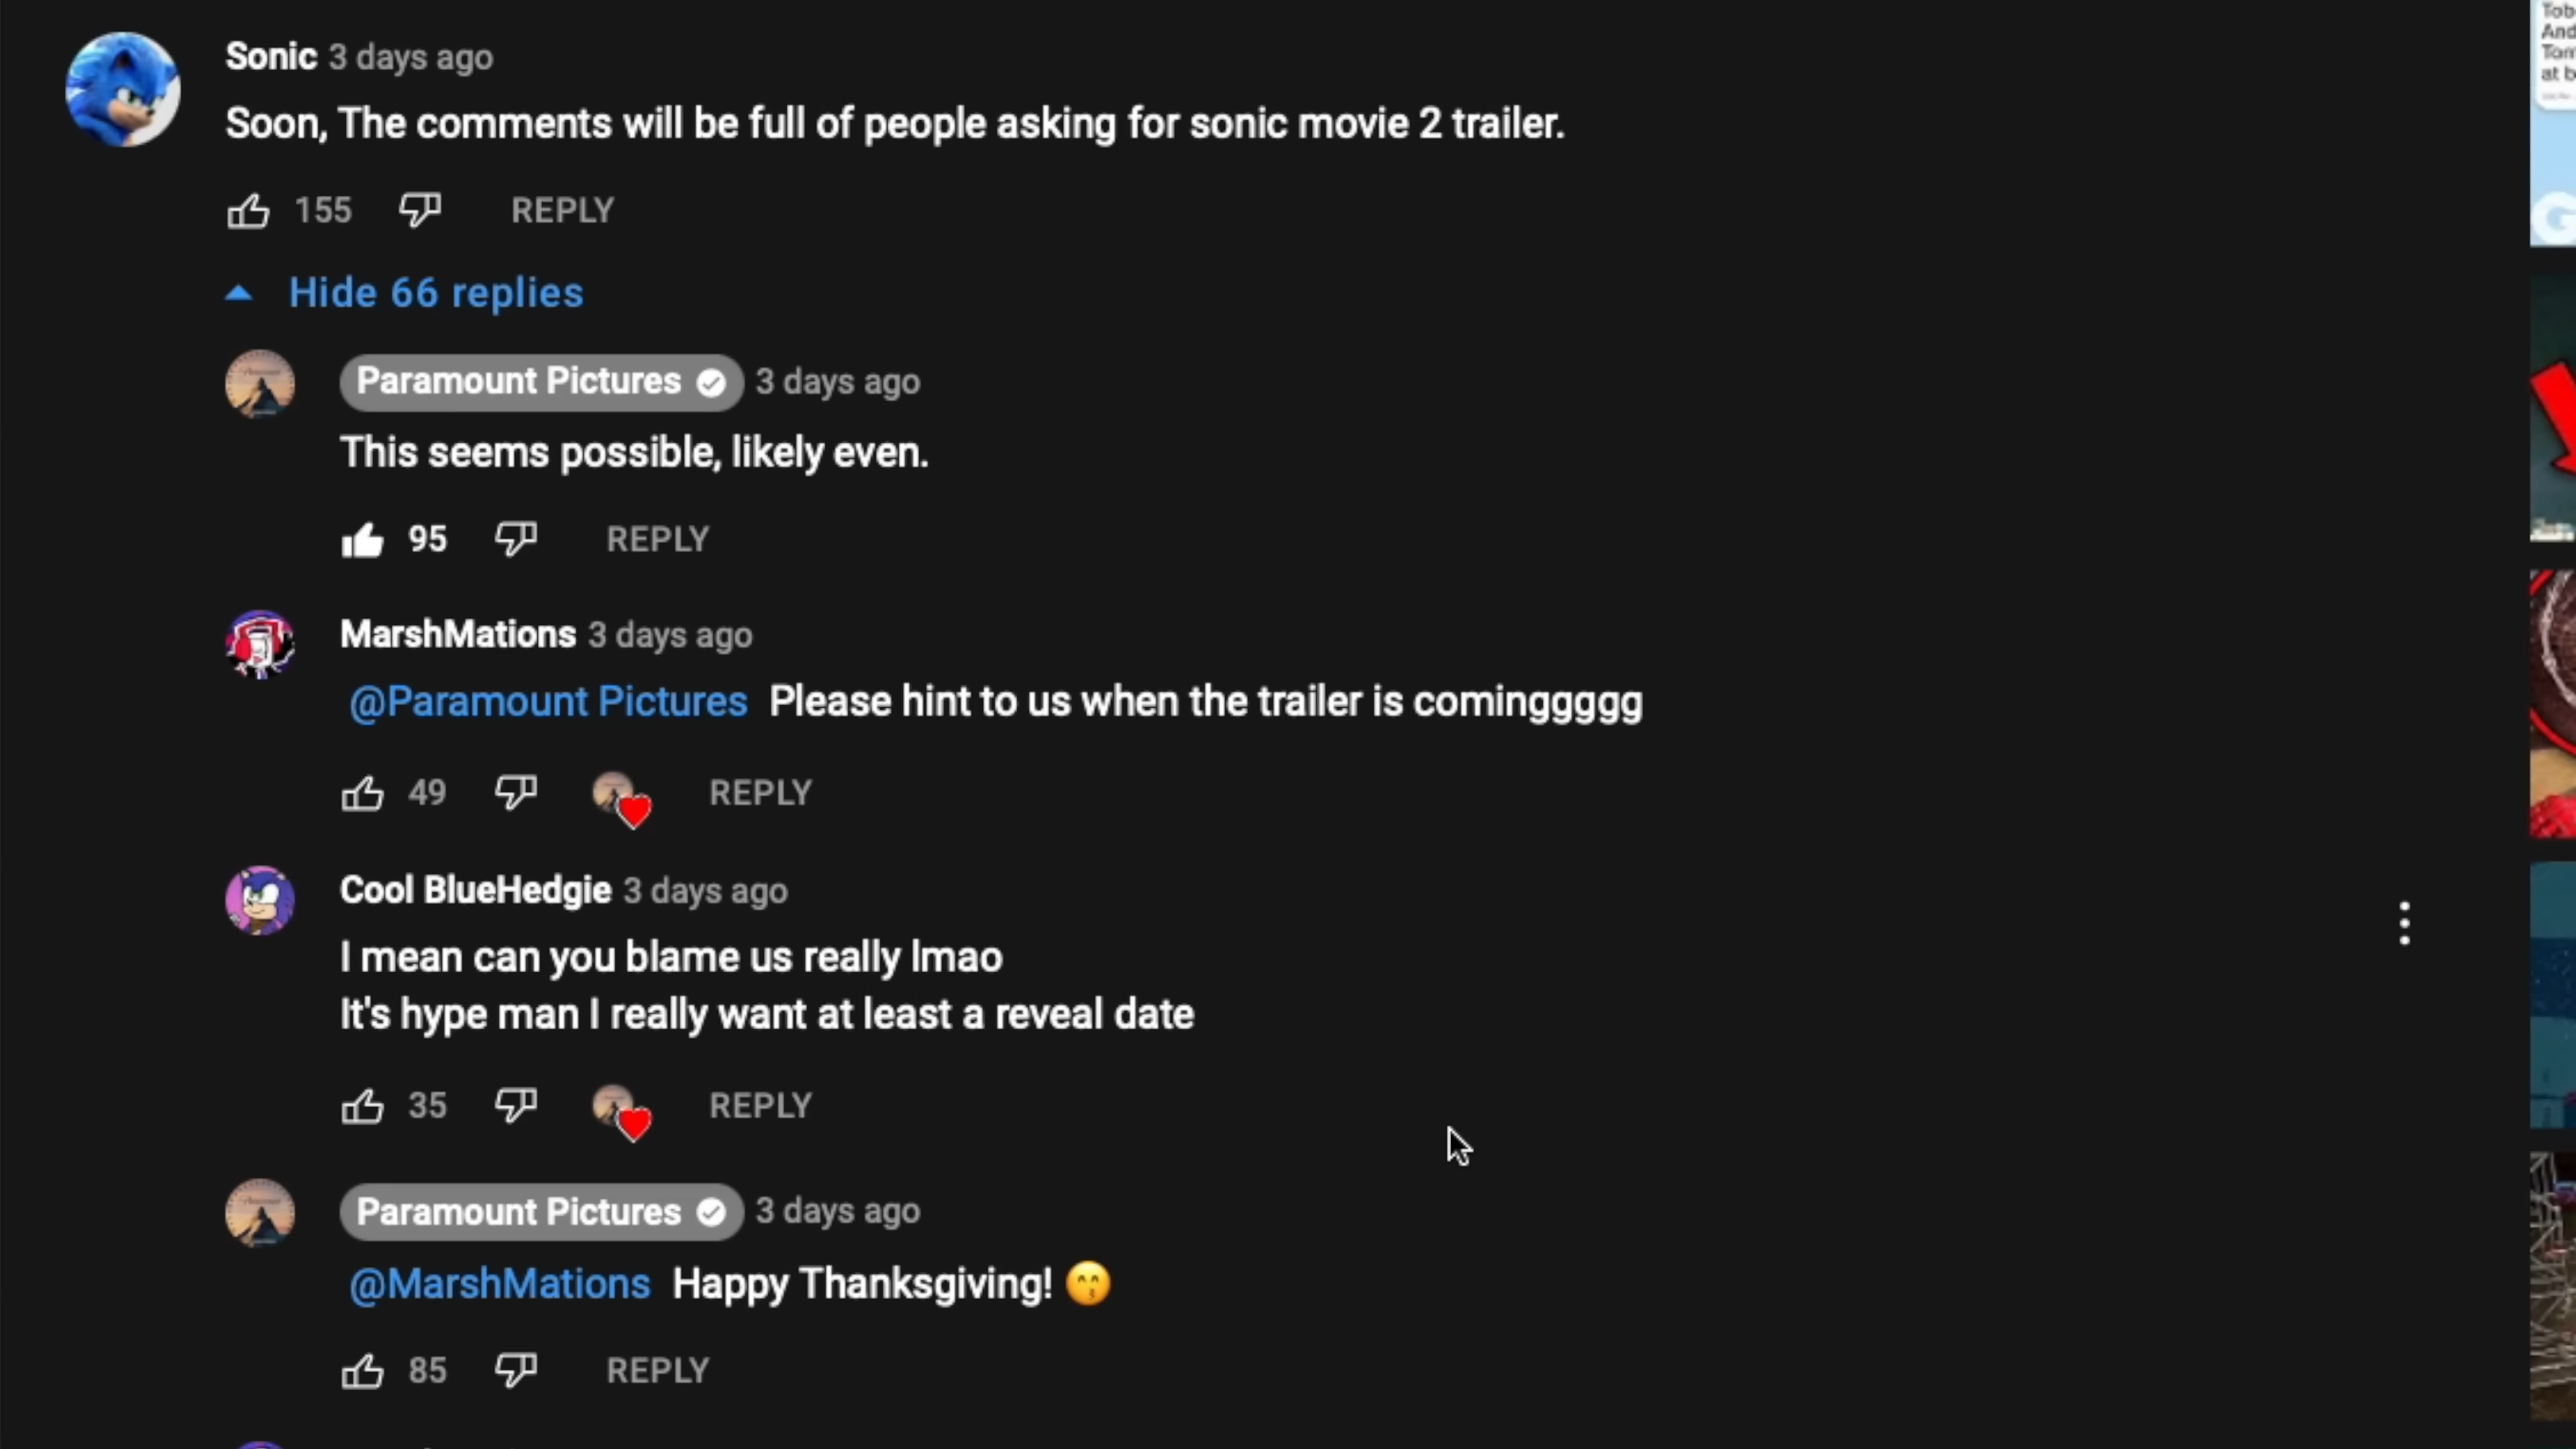 Sonic 3 days ago
Soon, The comments will be full of people asking for sonic movie 2 trailer.
155 REPLY
Hide 66 replies
Paramount Pictures 3 days ago
This seems possible, likely even.
95 REPLY
MarshMations 3 days ago
@Paramount Pictures Please hint to us when the trailer is cominggggg
49 REPLY
Cool BlueHedgie 3 days ago
I mean can you blame us really lmao
It's hype man I really want at least a reveal date
35 REPLY
Paramount Pictures 3 days ago
@MarshMations Happy Thanksgiving! 😙
85 REPLY
Tob
And
Tom
at b
G